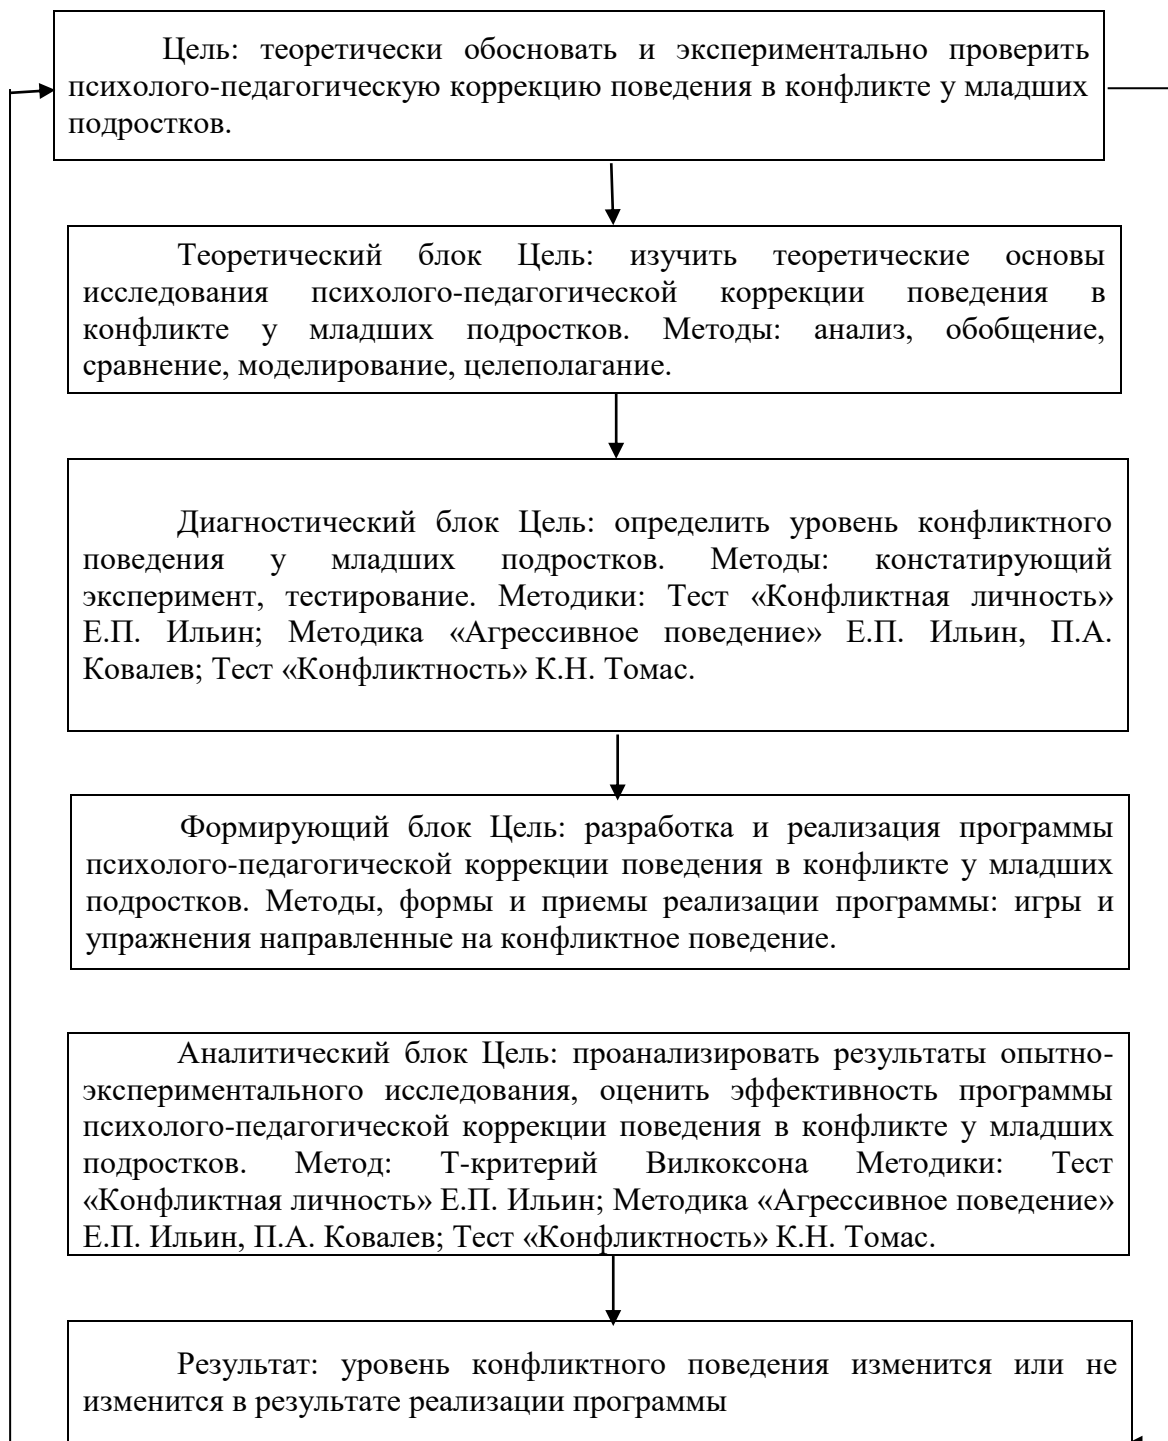 Цель: теоретически обосновать и экспериментально проверить
психолого-педагогическую коррекцию поведения в конфликте у младших
подростков.
Теоретический блок Цель: изучить теоретические основы
исследования психолого-педагогической коррекции поведения в
конфликте у младших подростков. Методы: анализ, обобщение,
сравнение, моделирование, целеполагание.
Диагностический блок Цель: определить уровень конфликтного
поведения у младших подростков. Методы: констатирующий
эксперимент, тестирование. Методики: Тест «Конфликтная личность»
Е.П. Ильин; Методика «Агрессивное поведение» Е.П. Ильин, П.А.
Ковалев; Тест «Конфликтность» К.Н. Томас.
Формирующий блок Цель: разработка и реализация программы
психолого-педагогической коррекции поведения в конфликте у младших
подростков. Методы, формы и приемы реализации программы: игры и
упражнения направленные на конфликтное поведение.
Аналитический блок Цель: проанализировать результаты опытно-
экспериментального исследования, оценить эффективность программы
психолого-педагогической коррекции поведения в конфликте у младших
подростков. Метод: Т-критерий Вилкоксона Методики: Тест
«Конфликтная личность» Е.П. Ильин; Методика «Агрессивное поведение»
Е.П. Ильин, П.А. Ковалев; Тест «Конфликтность» К.Н. Томас.
Результат: уровень конфликтного поведения изменится или не
изменится в результате реализации программы